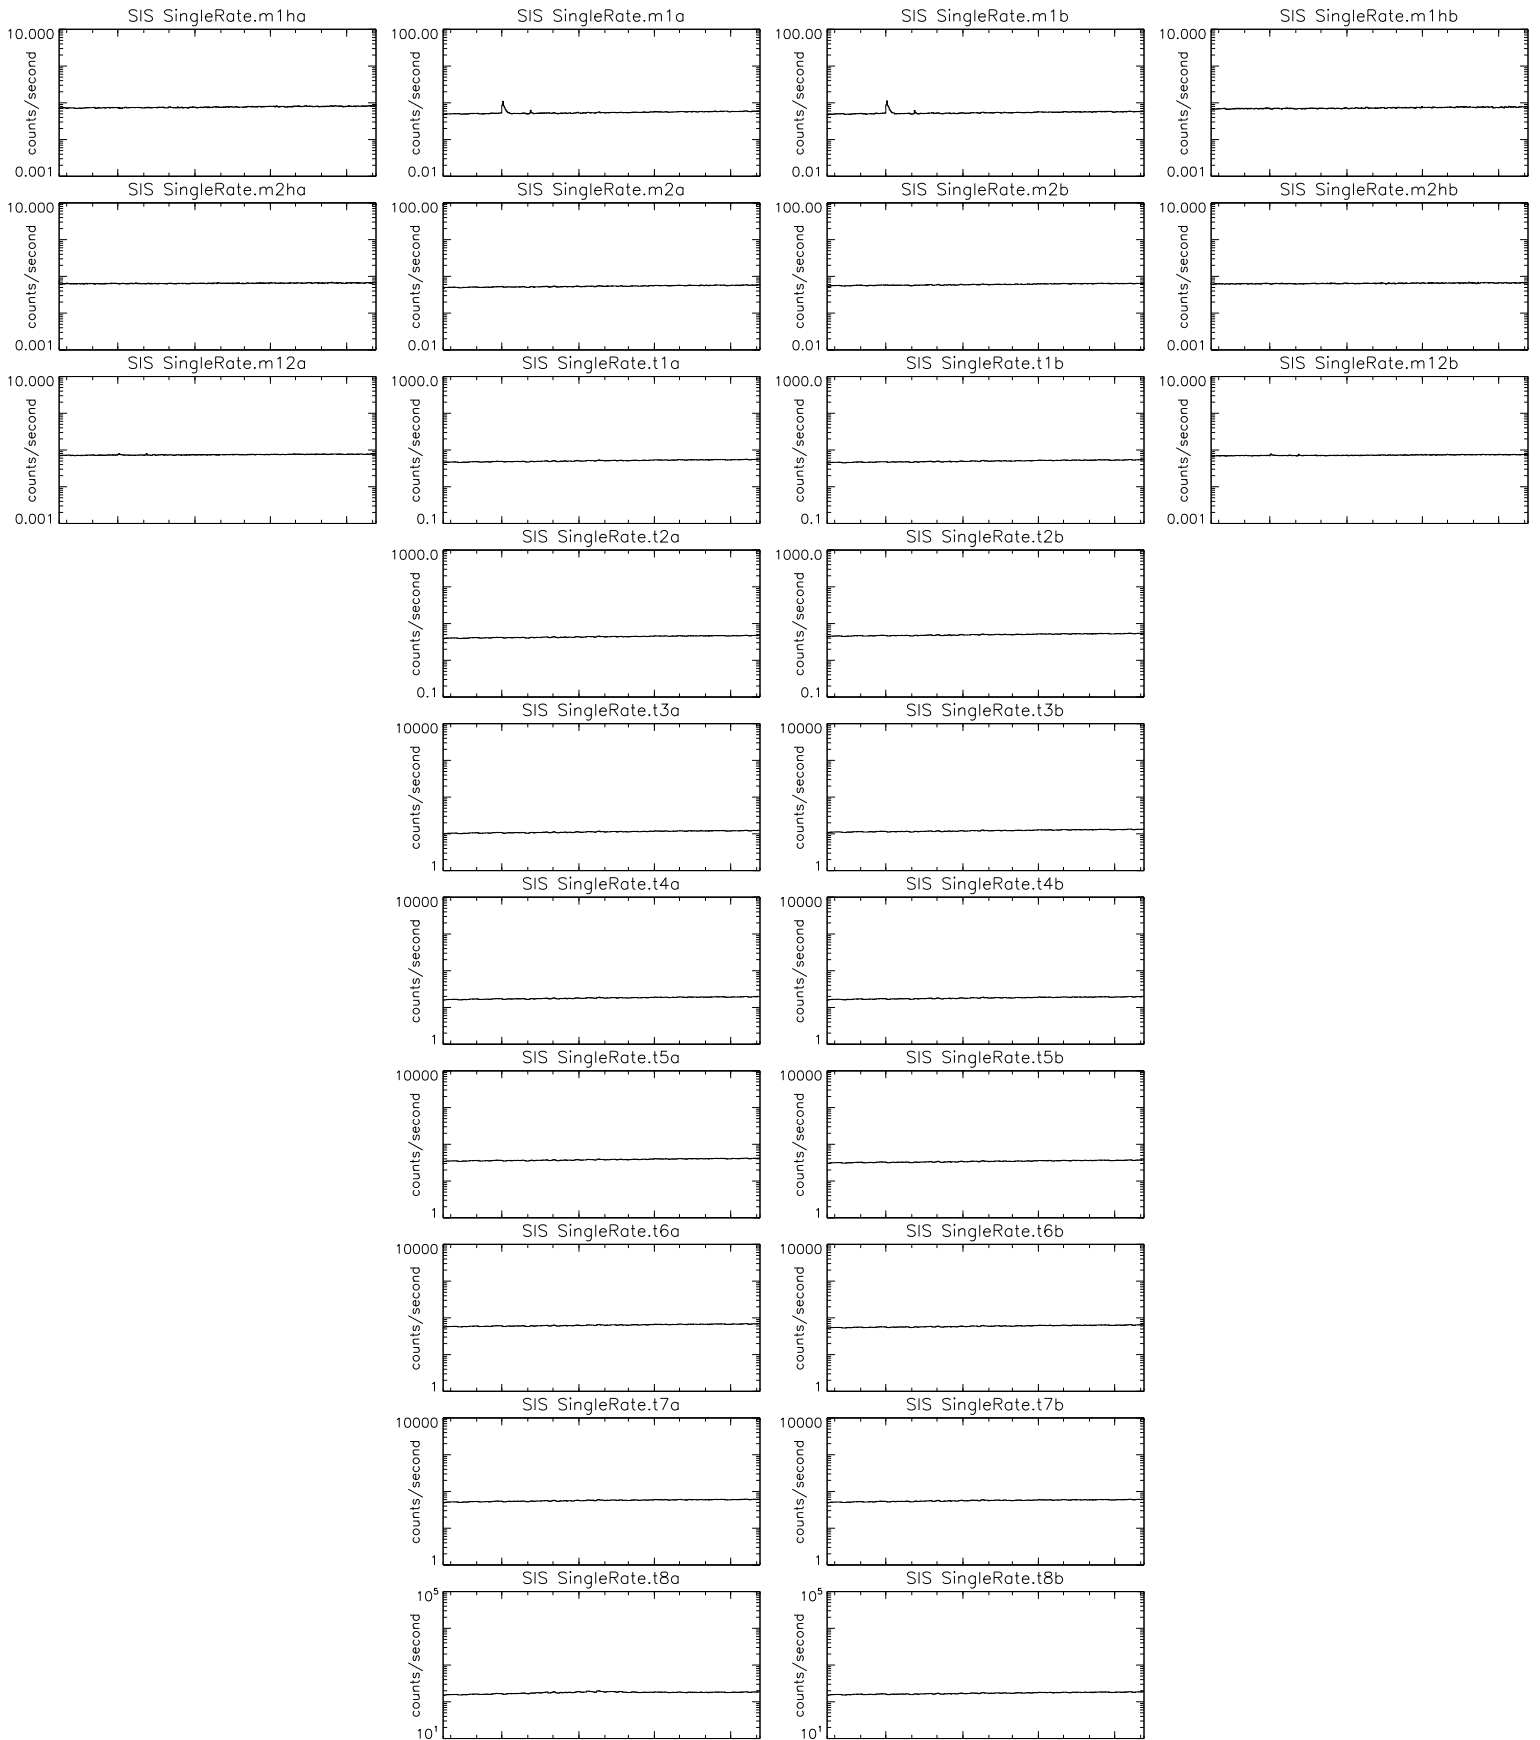 SIS SingleRate.m1ha
SIS SingleRate.m1a
SIS SingleRate.m1b
SIS SingleRate.m1hb
10.000
counts/second
0.001
100.00
counts/second
0.01
100.00
counts/second
0.01
10.000
counts/second
0.001
SIS SingleRate.m2ha
SIS SingleRate.m2a
SIS SingleRate.m2b
SIS SingleRate.m2hb
10.000
counts/second
0.001
100.00
counts/second
0.01
100.00
counts/second
0.01
10.000
counts/second
0.001
SIS SingleRate.m12a
SIS SingleRate.t1a
SIS SingleRate.t1b
SIS SingleRate.m12b
10.000
counts/second
0.001
1000.0
counts/second
0.1
1000.0
counts/second
0.1
10.000
counts/second
0.001
SIS SingleRate.t2a
SIS SingleRate.t2b
1000.0
counts/second
0.1
1000.0
counts/second
0.1
SIS SingleRate.t3a
SIS SingleRate.t3b
10000
counts/second
1
10000
counts/second
1
SIS SingleRate.t4a
SIS SingleRate.t4b
10000
counts/second
1
10000
counts/second
1
SIS SingleRate.t5a
SIS SingleRate.t5b
10000
counts/second
1
10000
counts/second
1
SIS SingleRate.t6a
SIS SingleRate.t6b
10000
counts/second
1
10000
counts/second
1
SIS SingleRate.t7a
SIS SingleRate.t7b
10000
counts/second
1
10000
counts/second
1
SIS SingleRate.t8a
SIS SingleRate.t8b
10⁵
counts/second
10¹
10⁵
counts/second
10¹